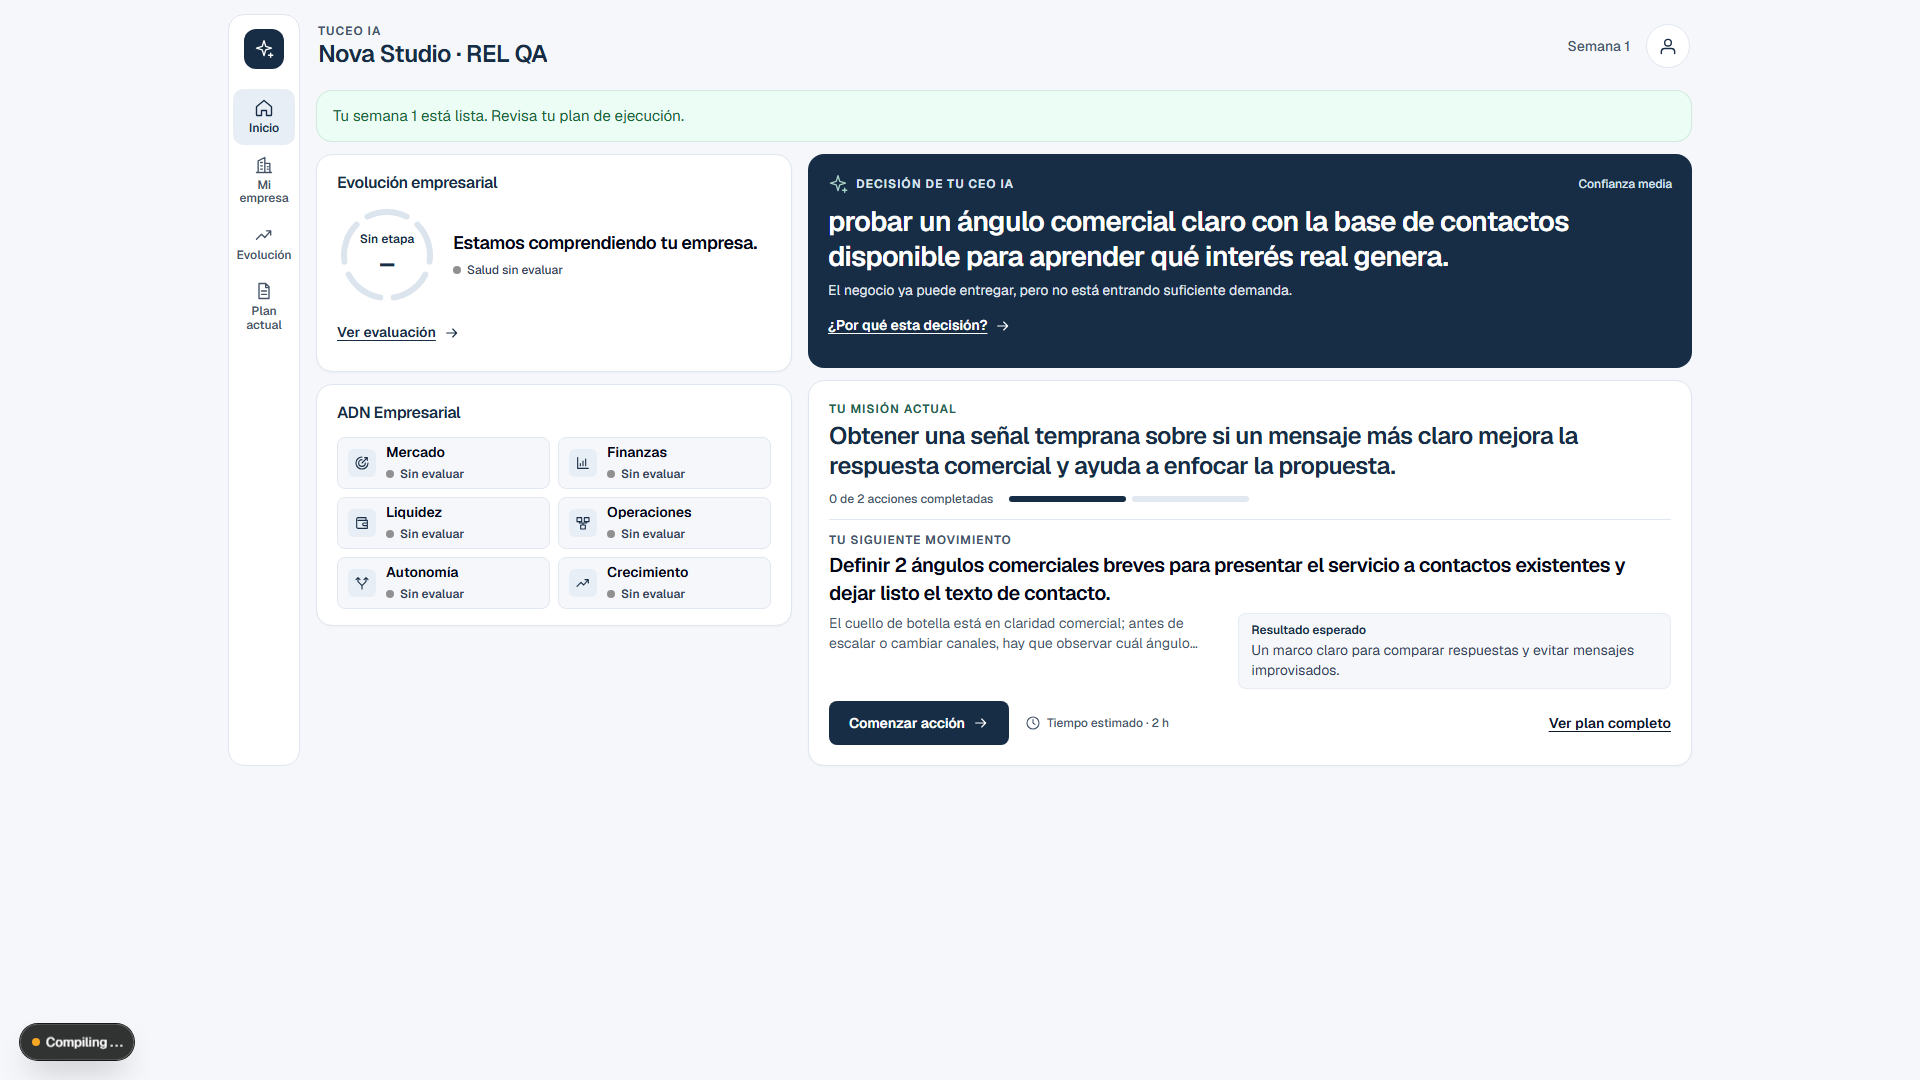 TUCEO IA
Nova Studio · REL QA
Semana 1
Inicio
Mi
empresa
Evolución
Plan
actual
Tu semana 1 está lista. Revisa tu plan de ejecución.
Evolución empresarial
Sin etapa
–
Estamos comprendiendo tu empresa.
Salud sin evaluar
Ver evaluación →
ADN Empresarial
Mercado
Sin evaluar
Finanzas
Sin evaluar
Liquidez
Sin evaluar
Operaciones
Sin evaluar
Autonomía
Sin evaluar
Crecimiento
Sin evaluar
DECISIÓN DE TU CEO IA
Confianza media
probar un ángulo comercial claro con la base de contactos
disponible para aprender qué interés real genera.
El negocio ya puede entregar, pero no está entrando suficiente demanda.
¿Por qué esta decisión? →
TU MISIÓN ACTUAL
Obtener una señal temprana sobre si un mensaje más claro mejora la
respuesta comercial y ayuda a enfocar la propuesta.
0 de 2 acciones completadas
TU SIGUIENTE MOVIMIENTO
Definir 2 ángulos comerciales breves para presentar el servicio a contactos existentes y
dejar listo el texto de contacto.
El cuello de botella está en claridad comercial; antes de
escalar o cambiar canales, hay que observar cuál ángulo...
Resultado esperado
Un marco claro para comparar respuestas y evitar mensajes
improvisados.
Comenzar acción →
Tiempo estimado · 2 h
Ver plan completo
Compiling ...